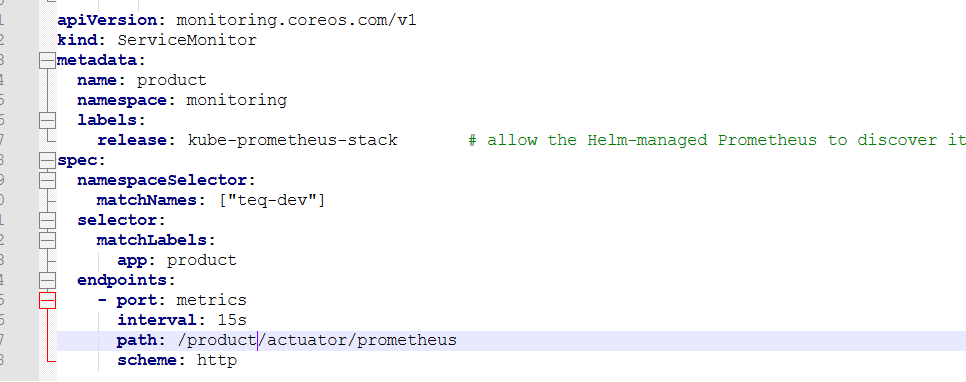 apiVersion: monitoring.coreos.com/v1
kind: ServiceMonitor
metadata:
  name: product
  namespace: monitoring
  labels:
    release: kube-prometheus-stack       # allow the Helm-managed Prometheus to discover it
spec:
  namespaceSelector:
    matchNames: ["teq-dev"]
  selector:
    matchLabels:
      app: product
  endpoints:
    - port: metrics
      interval: 15s
      path: /product/actuator/prometheus
      scheme: http